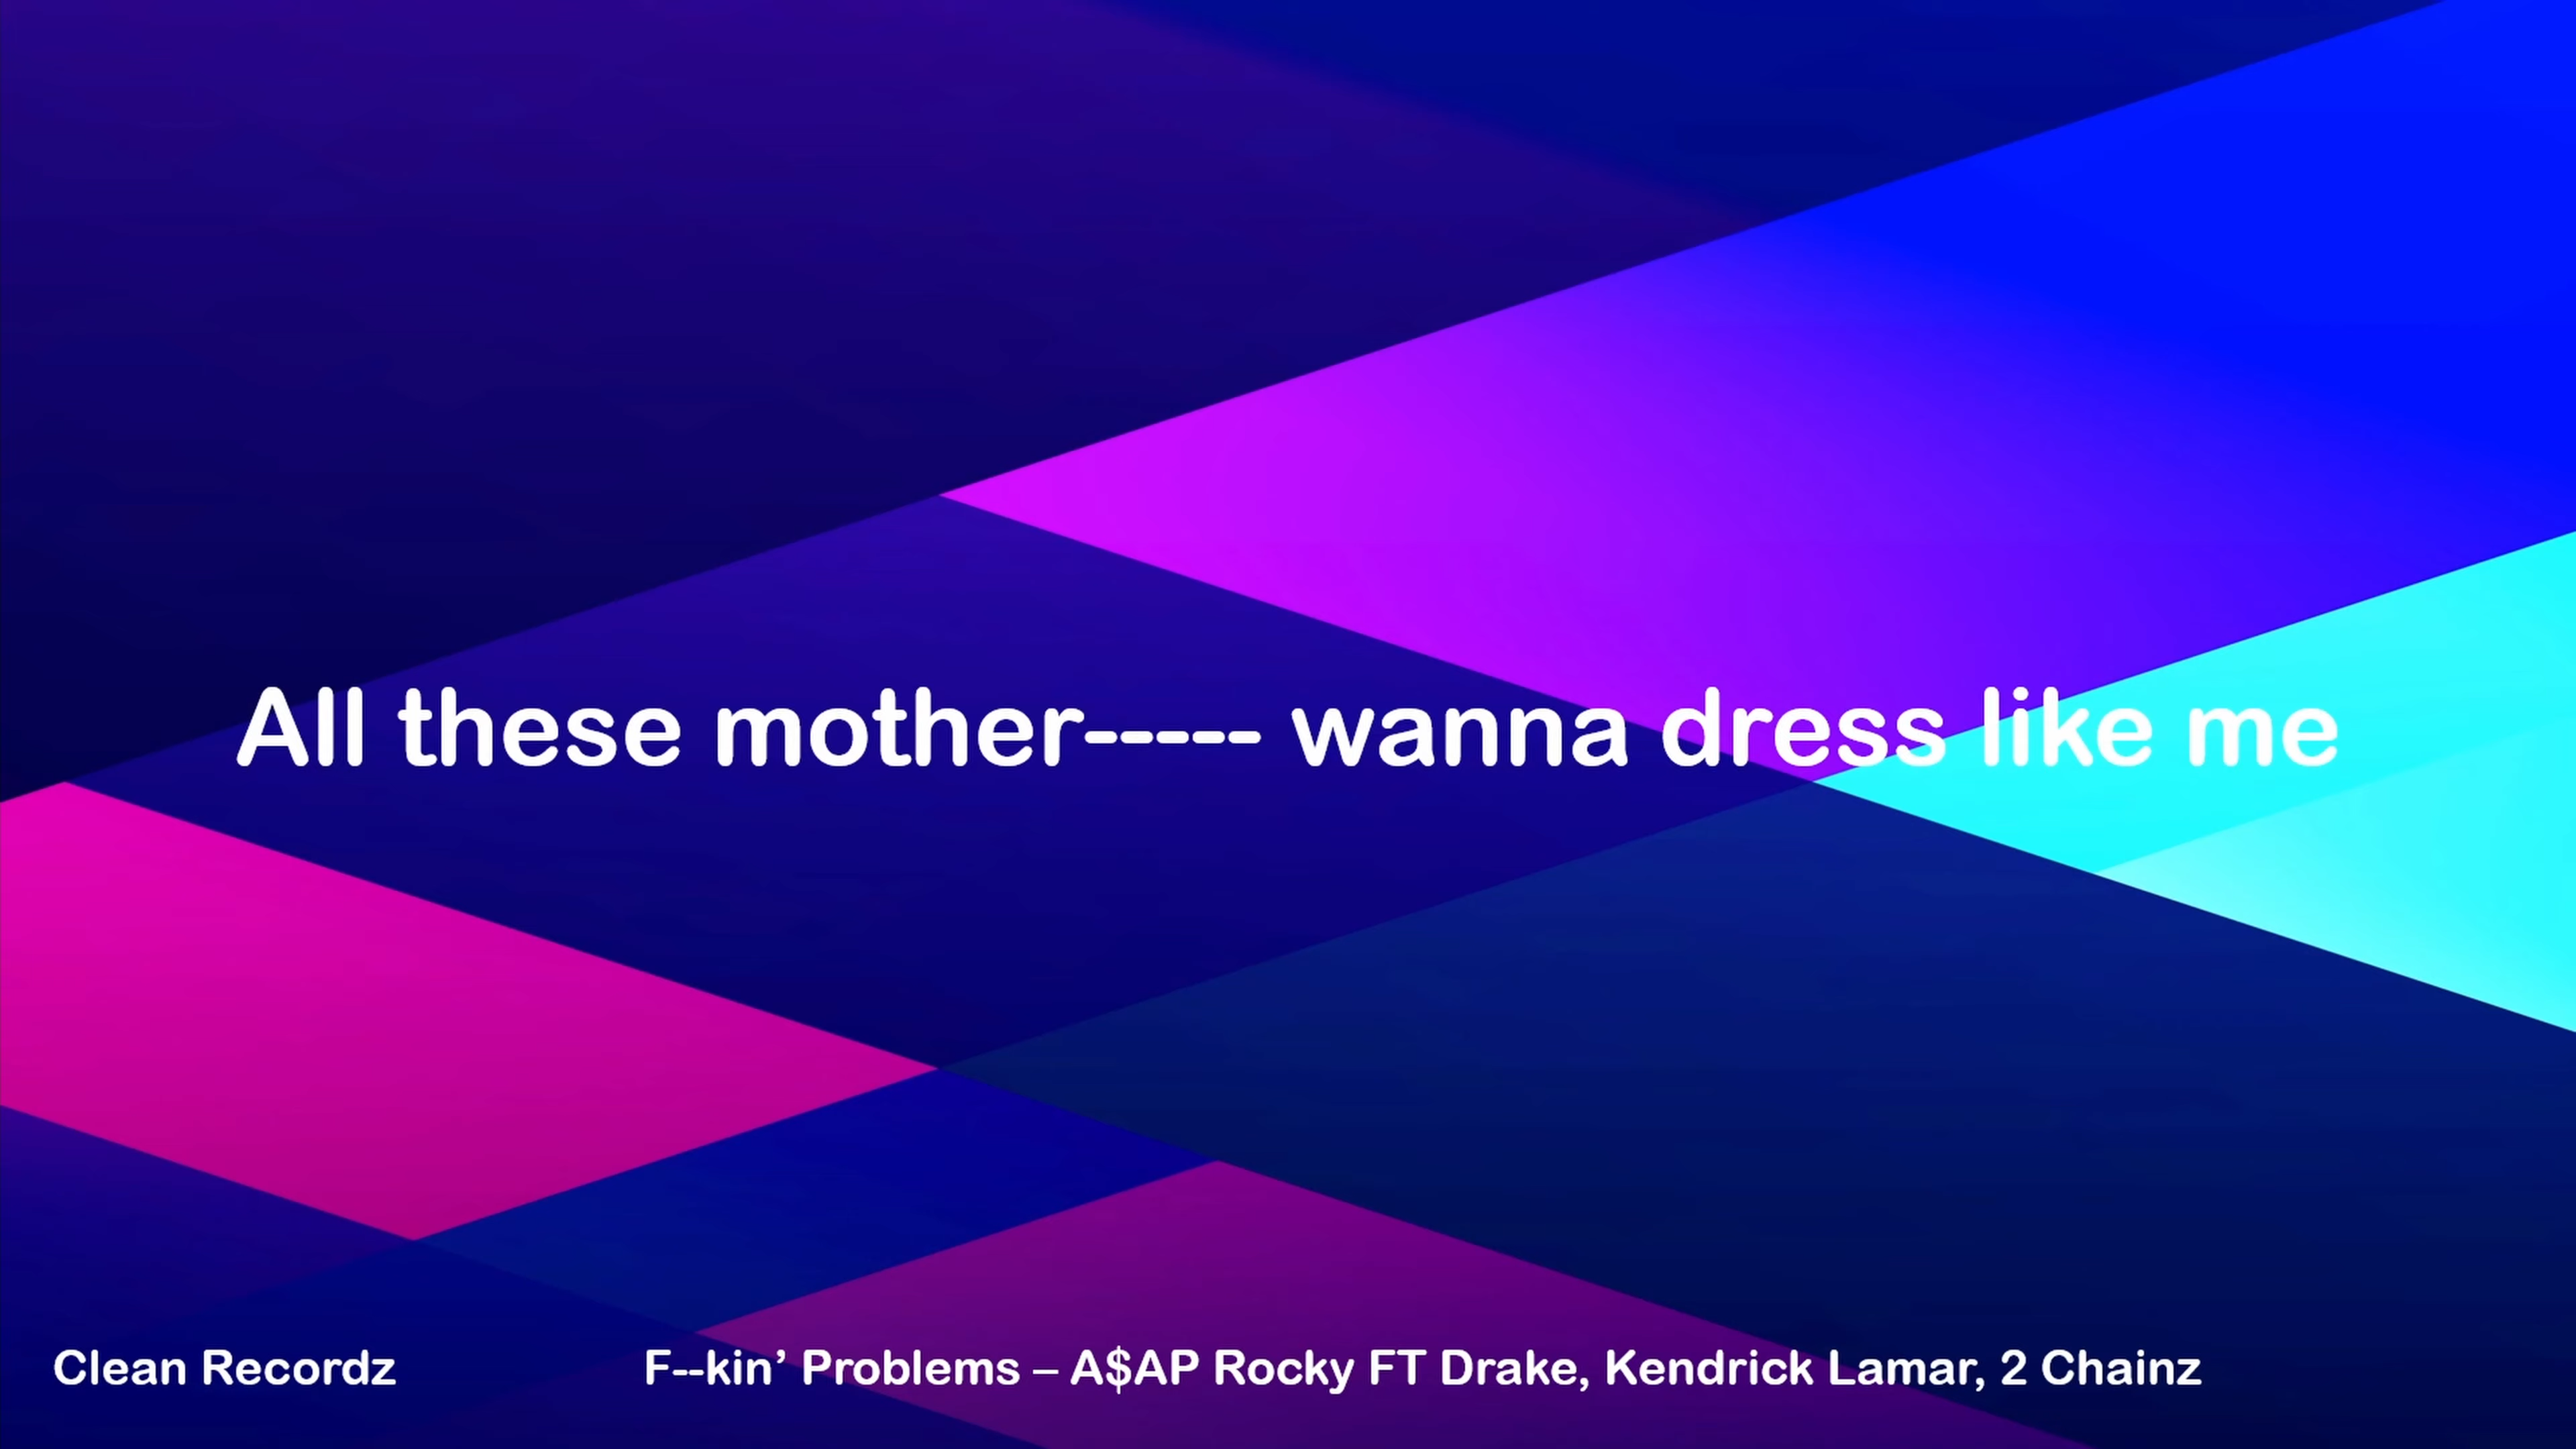 All these mother----- wanna dress like me
Clean Recordz
F--kin’ Problems – A$AP Rocky FT Drake, Kendrick Lamar, 2 Chainz